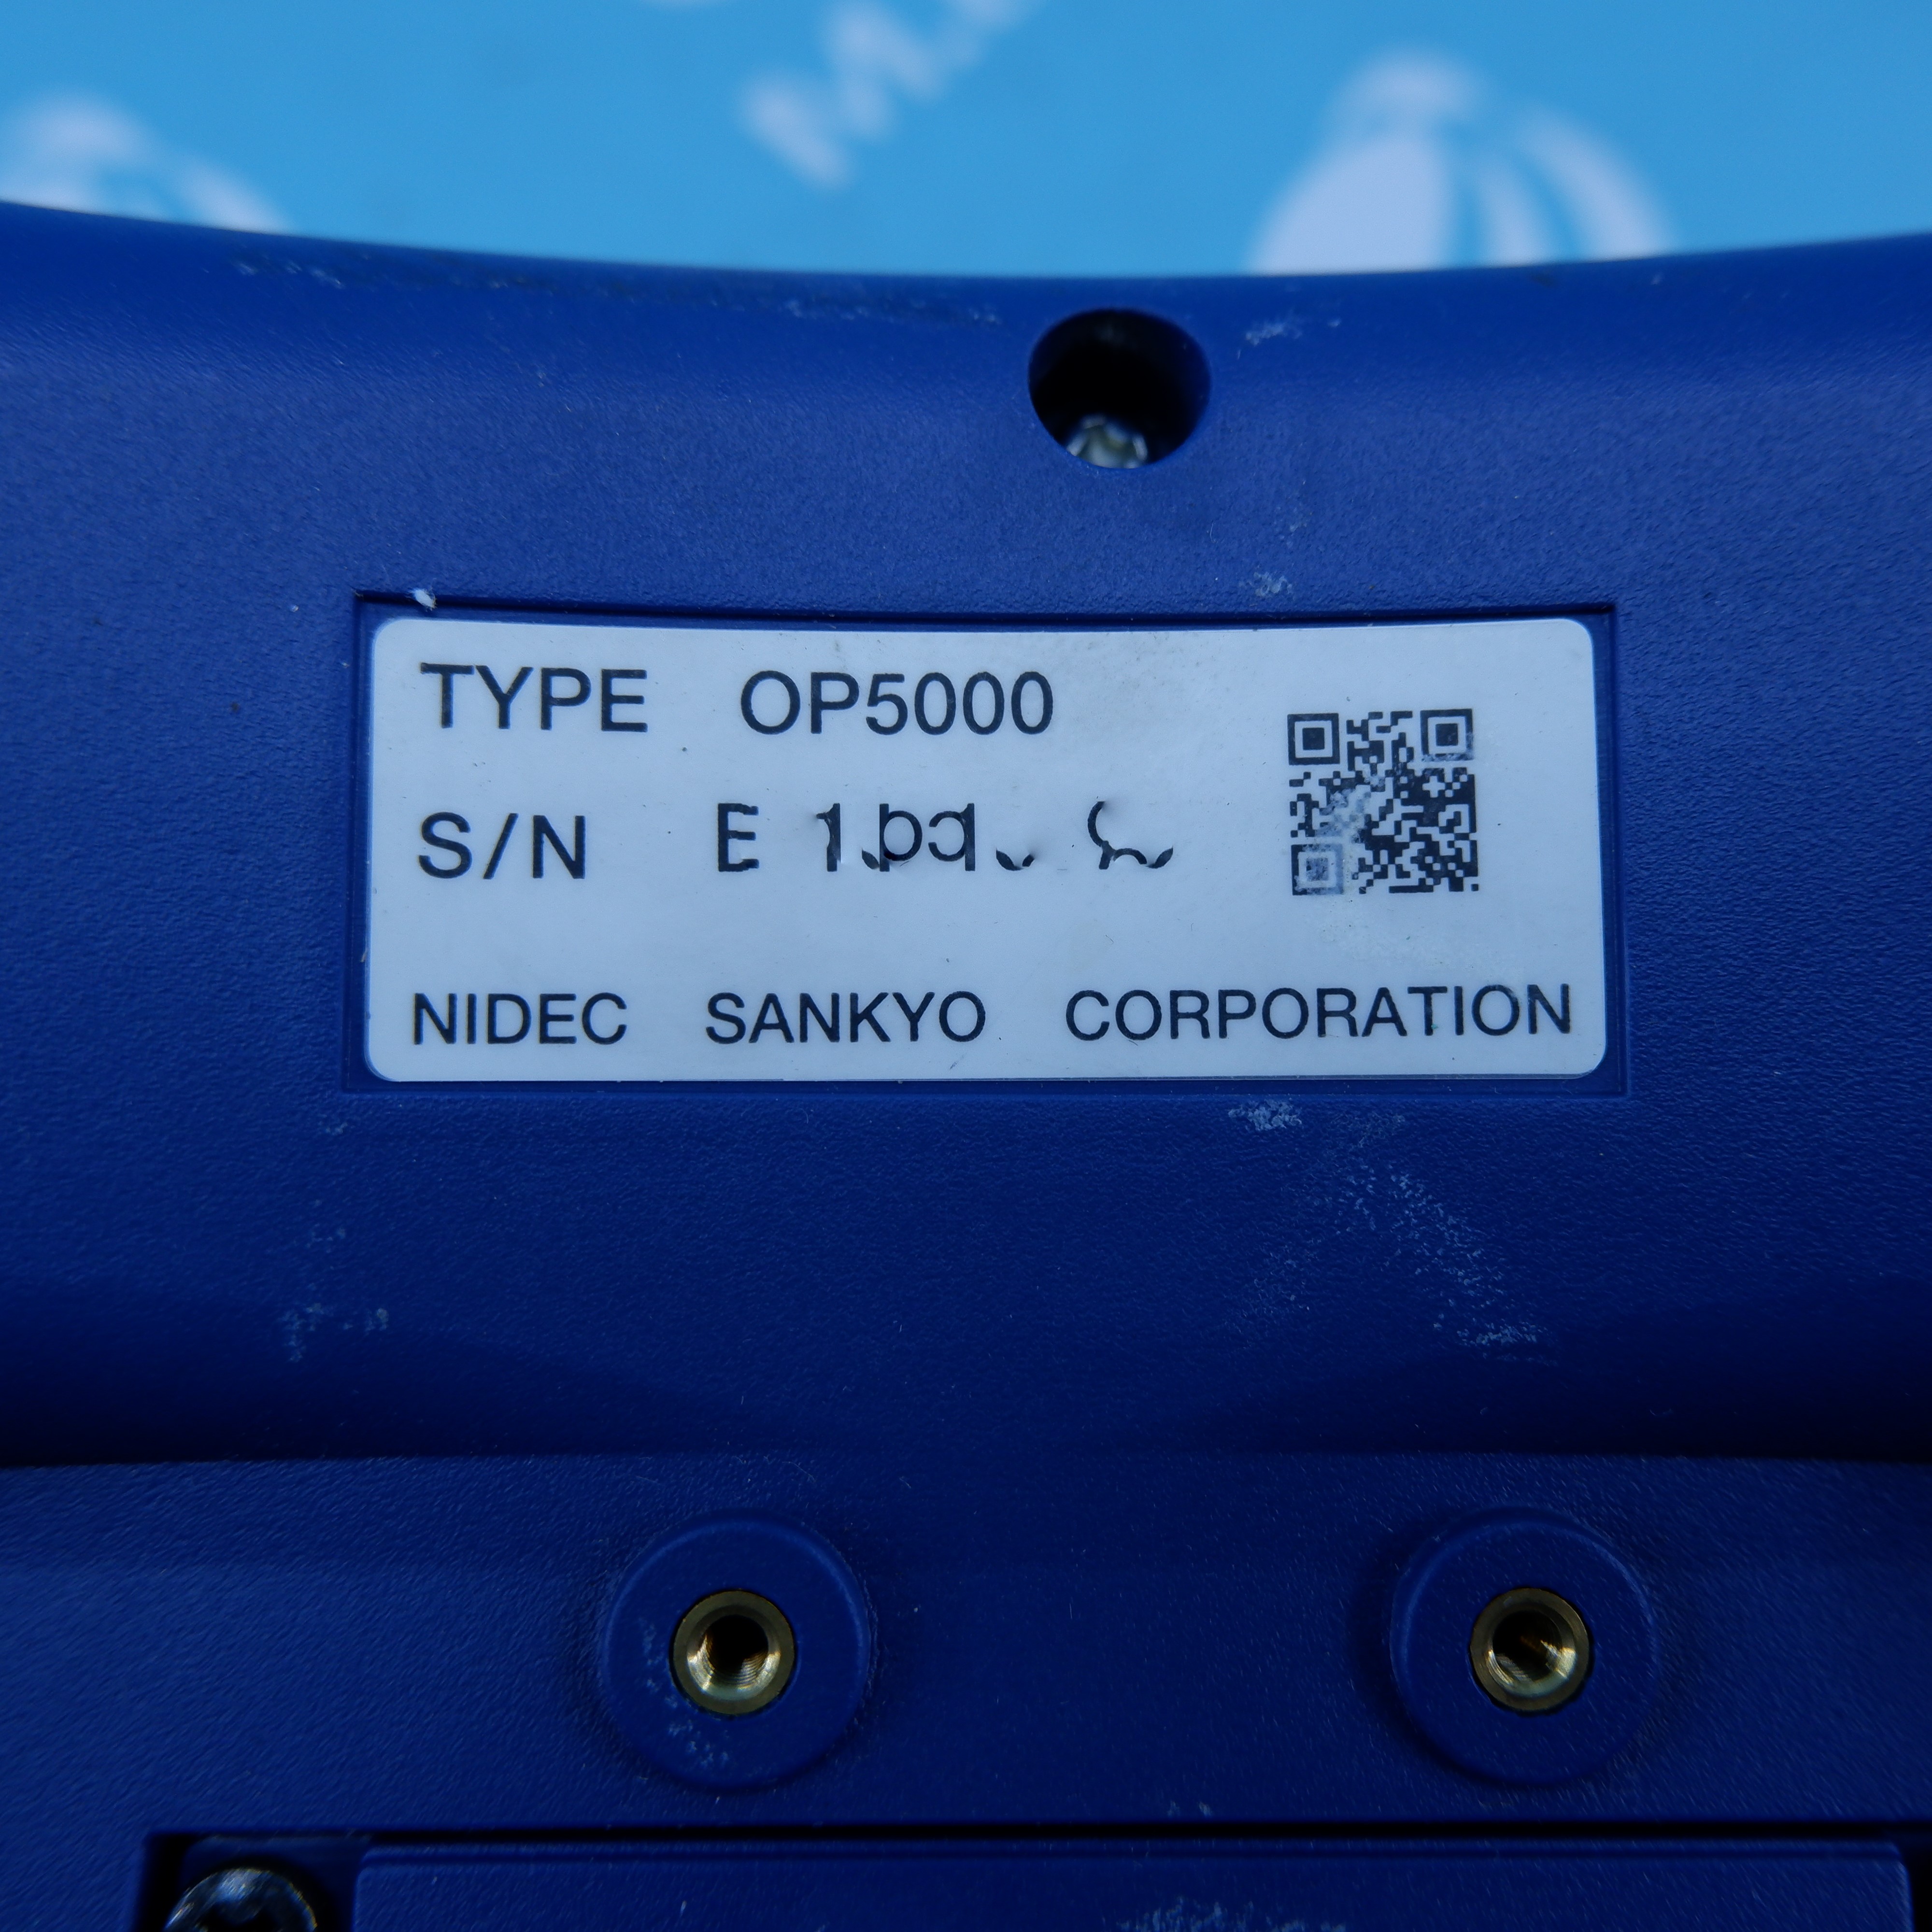 TYPE OP5000
S/N E
NIDEC SANKYO CORPORATION